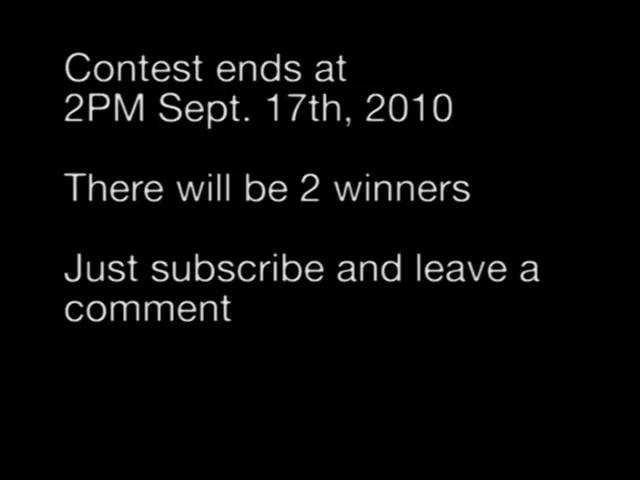 Contest ends at
2PM Sept. 17th, 2010
There will be 2 winners
Just subscribe and leave a
comment